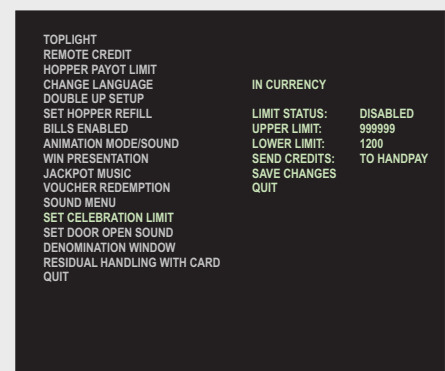 TOPLIGHT
REMOTE CREDIT
HOPPER PAYOT LIMIT
CHANGE LANGUAGE
DOUBLE UP SETUP
SET HOPPER REFILL
BILLS ENABLED
ANIMATION MODE/SOUND
WIN PRESENTATION
JACKPOT MUSIC
VOUCHER REDEMPTION
SOUND MENU
SET CELEBRATION LIMIT
SET DOOR OPEN SOUND
DENOMINATION WINDOW
RESIDUAL HANDLING WITH CARD
QUIT
IN CURRENCY
LIMIT STATUS: DISABLED
UPPER LIMIT: 999999
LOWER LIMIT: 1200
SEND CREDITS: TO HANDPAY
SAVE CHANGES
QUIT